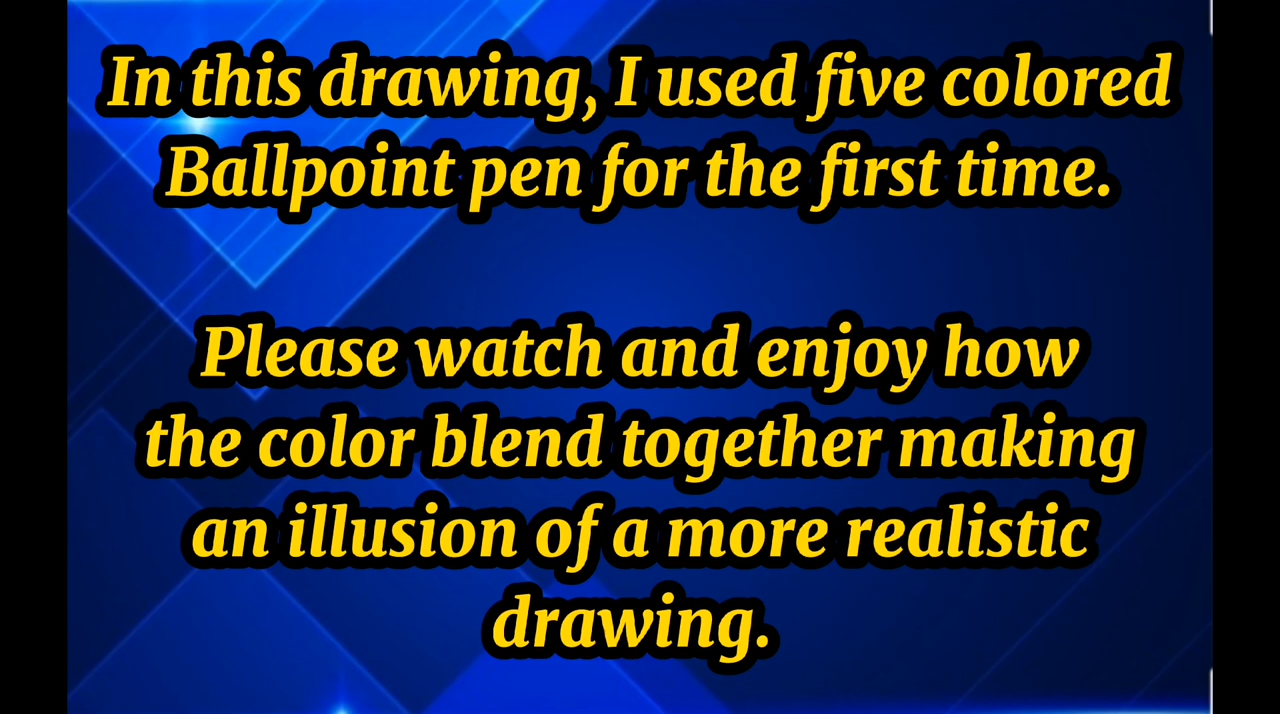 In this drawing, I used five colored
Ballpoint pen for the first time.
Please watch and enjoy how
the color blend together making
an illusion of a more realistic
drawing.